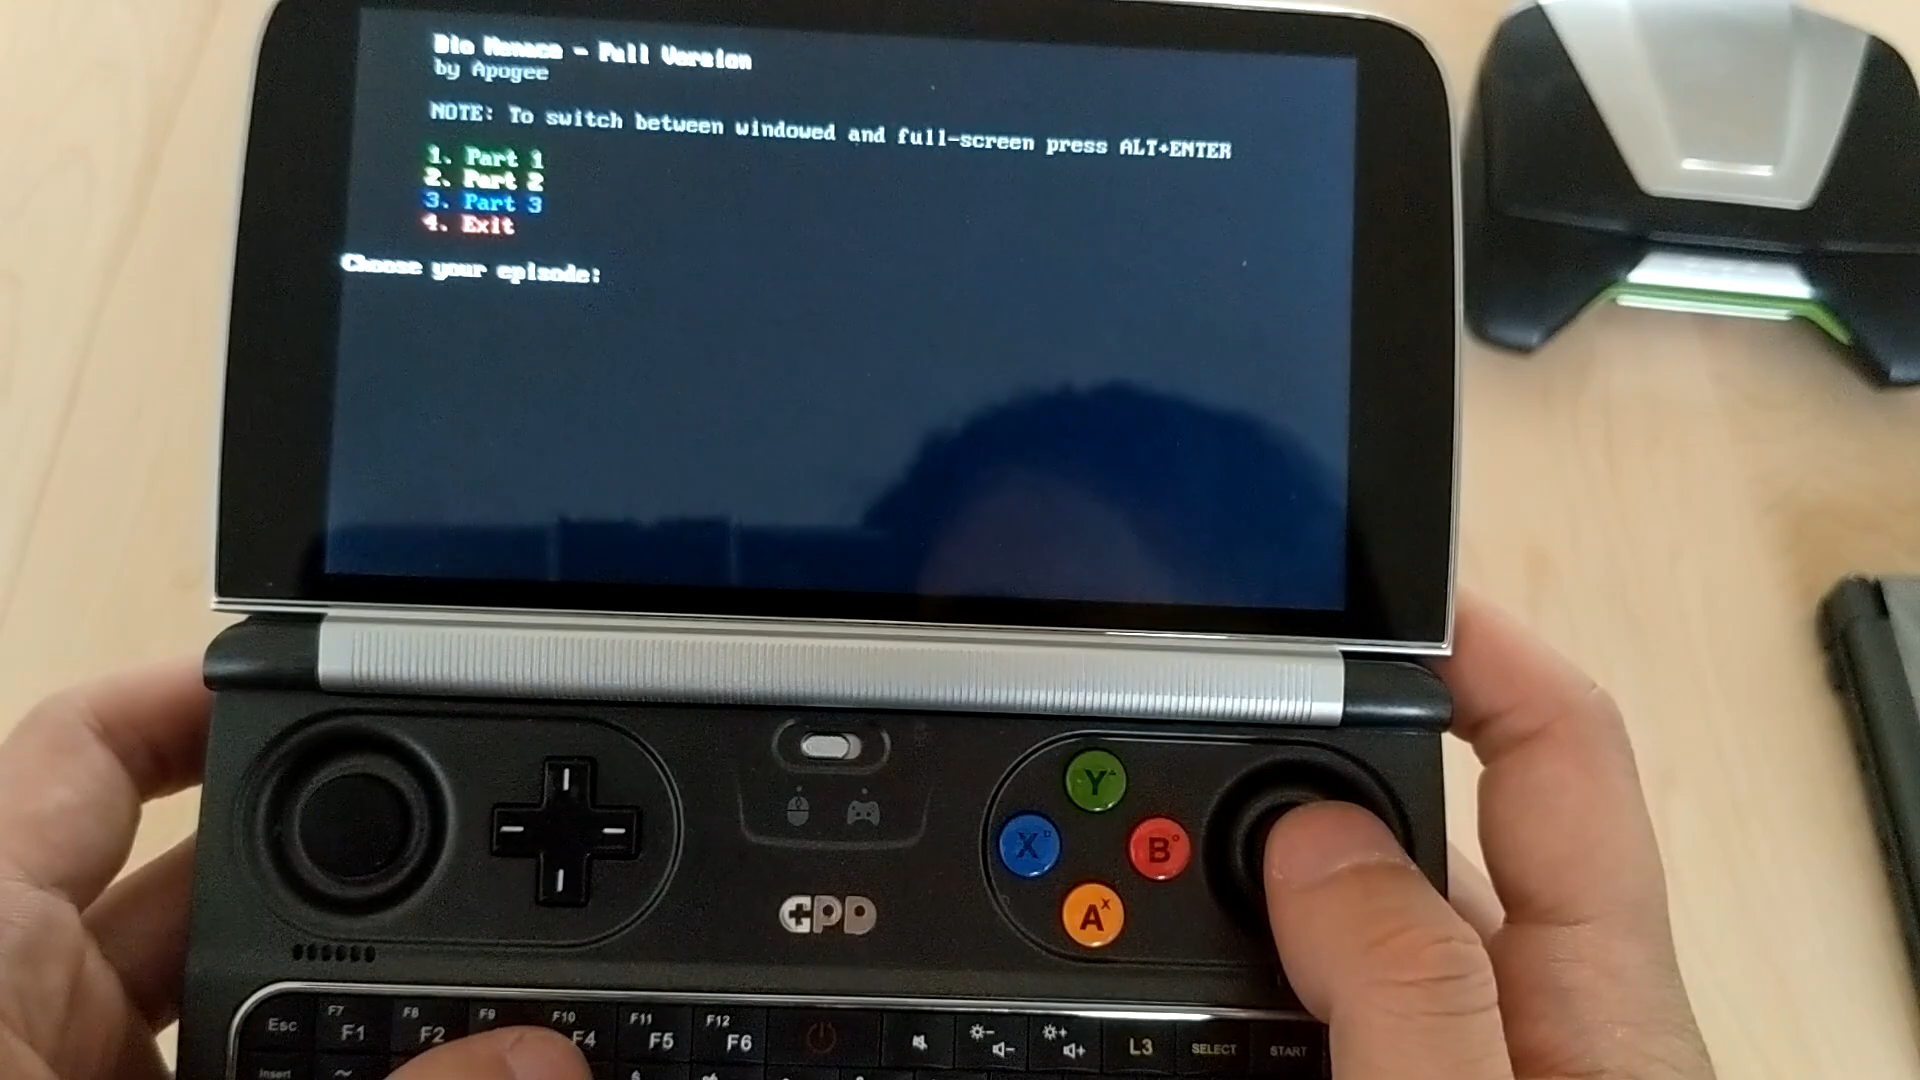 Bio Menace - Full Version
by Apogee
NOTE: To switch between windowed and full-screen press ALT+ENTER
1. Part 1
2. Part 2
3. Part 3
4. Exit
Choose your episode:
Y
X
B
A X
GPD
Esc F7 F1 F8 F2 F9 F10 F4 F11 F5 F12 F6 L3 SELECT START
Insert ~